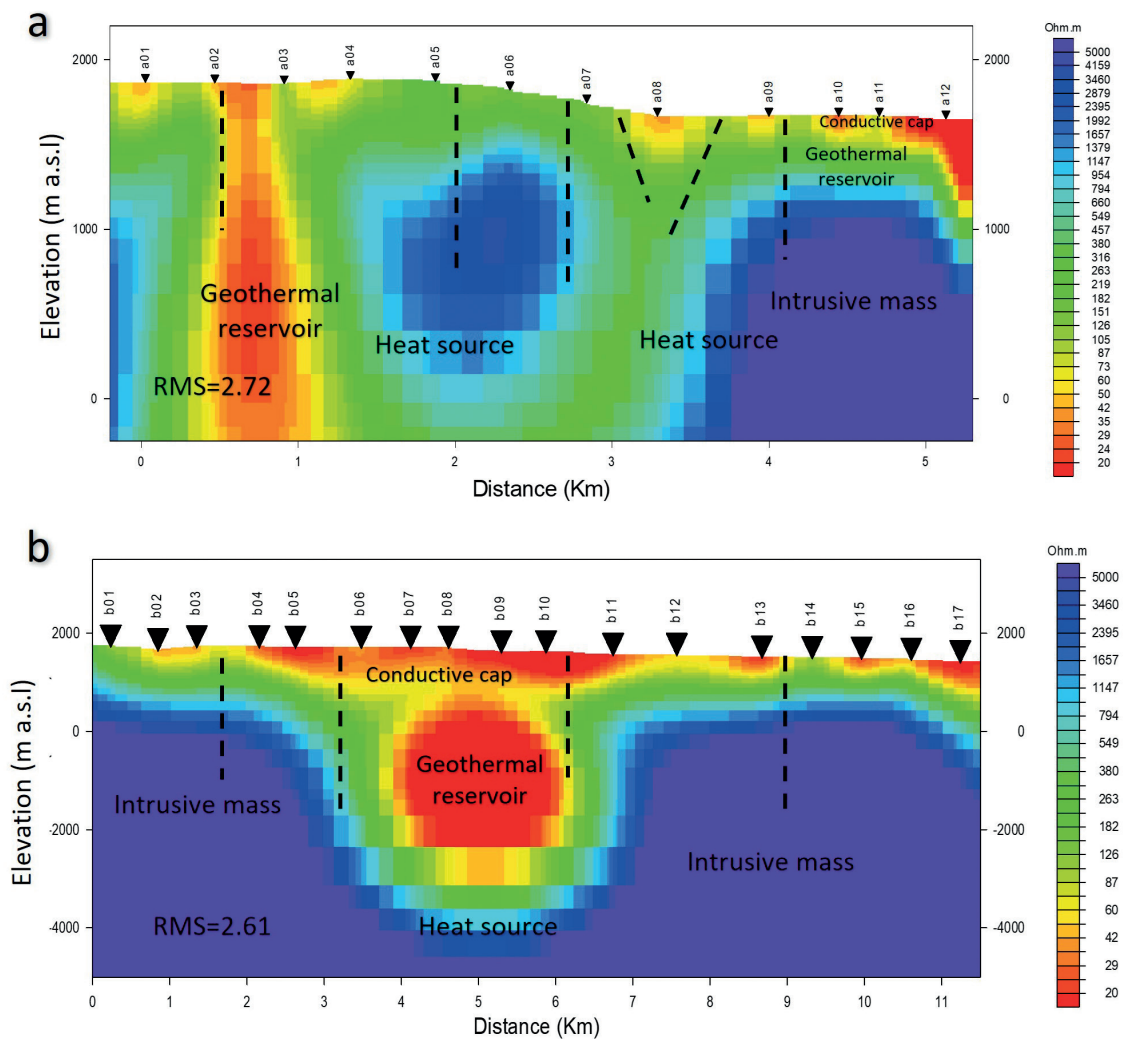 a
Ohm.m
2000
2000
a01
a02
a03
a04
a05
a06
a07
a08
a09
a10
a11
a12
Conductive cap
Geothermal
reservoir
1000
1000
Elevation (m a.s.l)
Geothermal
reservoir
Heat source
Heat source
Intrusive mass
RMS=2.72
0
0
0
1
2
3
4
5
Distance (Km)
5000
4159
3460
2879
2395
1992
1657
1379
1147
954
794
660
549
457
380
316
263
219
182
151
126
105
87
73
60
50
42
35
29
24
20
b
Ohm.m
b01
b02
b03
b04
b05
b06
b07
b08
b09
b10
b11
b12
b13
b14
b15
b16
b17
2000
2000
Conductive cap
0
0
Elevation (m a.s.l)
Geothermal
reservoir
Intrusive mass
Intrusive mass
-2000
-2000
RMS=2.61
Heat source
-4000
-4000
0
1
2
3
4
5
6
7
8
9
10
11
Distance (Km)
5000
3460
2395
1657
1147
794
549
380
263
182
126
87
60
42
29
20